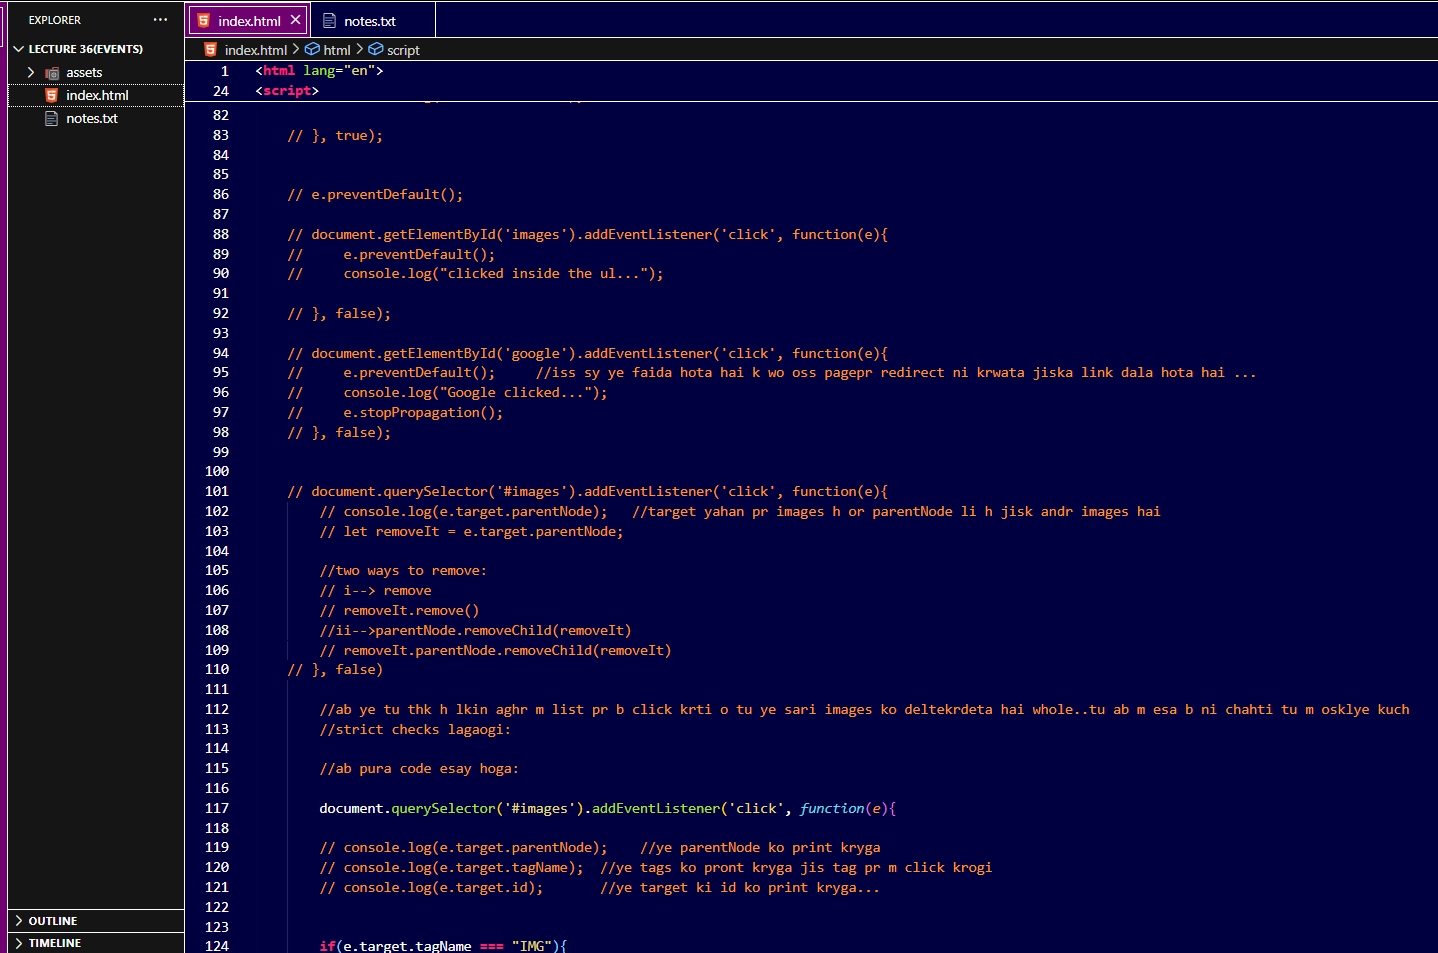 EXPLORER
···
LECTURE 36(EVENTS)
assets
index.html
notes.txt
OUTLINE
TIMELINE
index.html
notes.txt
index.html > html > script
1 <html lang="en">
24 <script>
82
83 // }, true);
84
85
86 // e.preventDefault();
87
88 // document.getElementById('images').addEventListener('click', function(e){
89 //     e.preventDefault();
90 //     console.log("clicked inside the ul...");
91
92 // }, false);
93
94 // document.getElementById('google').addEventListener('click', function(e){
95 //     e.preventDefault();     //iss sy ye faida hota hai k wo oss pagepr redirect ni krwata jiska link dala hota hai ...
96 //     console.log("Google clicked...");
97 //     e.stopPropagation();
98 // }, false);
99
100
101 // document.querySelector('#images').addEventListener('click', function(e){
102 // console.log(e.target.parentNode);   //target yahan pr images h or parentNode li h jisk andr images hai
103 // let removeIt = e.target.parentNode;
104
105 //two ways to remove:
106 // i--> remove
107 // removeIt.remove()
108 //ii-->parentNode.removeChild(removeIt)
109 // removeIt.parentNode.removeChild(removeIt)
110 // }, false)
111
112 //ab ye tu thk h lkin aghr m list pr b click krti o tu ye sari images ko deltekrdeta hai whole..tu ab m esa b ni chahti tu m osklye kuch
113 //strict checks lagaogi:
114
115 //ab pura code esay hoga:
116
117 document.querySelector('#images').addEventListener('click', function(e){
118
119 // console.log(e.target.parentNode);    //ye parentNode ko print kryga
120 // console.log(e.target.tagName);  //ye tags ko pront kryga jis tag pr m click krogi
121 // console.log(e.target.id);       //ye target ki id ko print kryga...
122
123
124 if(e.target.tagName === "IMG"){